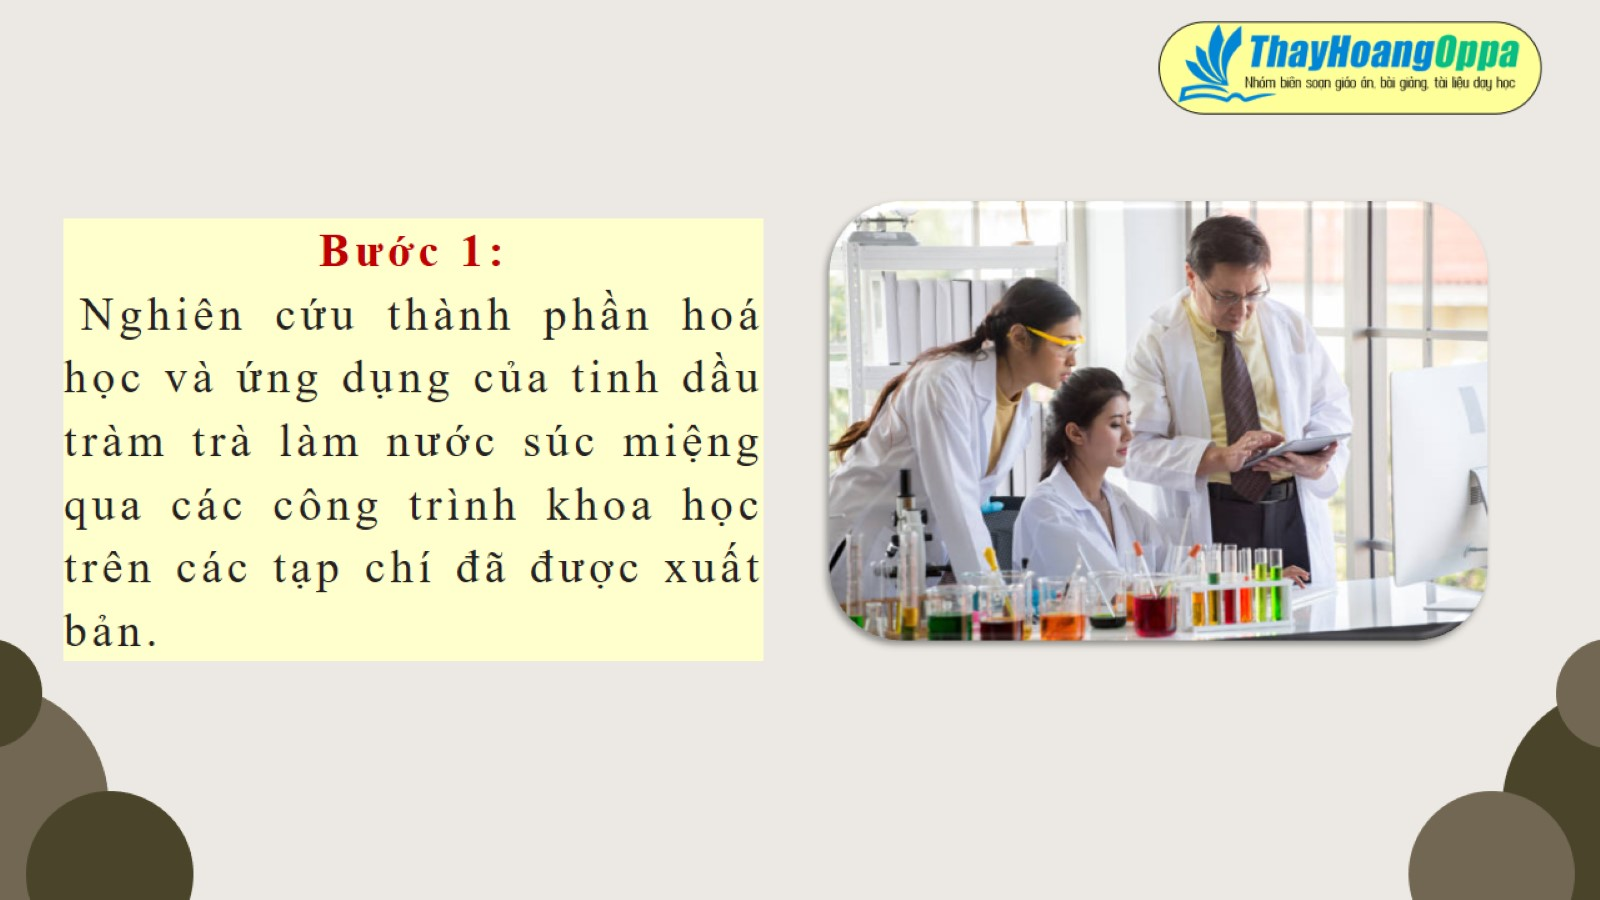 ThayHoangOppa
Nhóm biên soạn giáo án, bài giảng, tài liệu dạy học
Bước 1:
Nghiên cứu thành phần hoá
học và ứng dụng của tinh dầu
tràm trà làm nước súc miệng
qua các công trình khoa học
trên các tạp chí đã được xuất
bản.